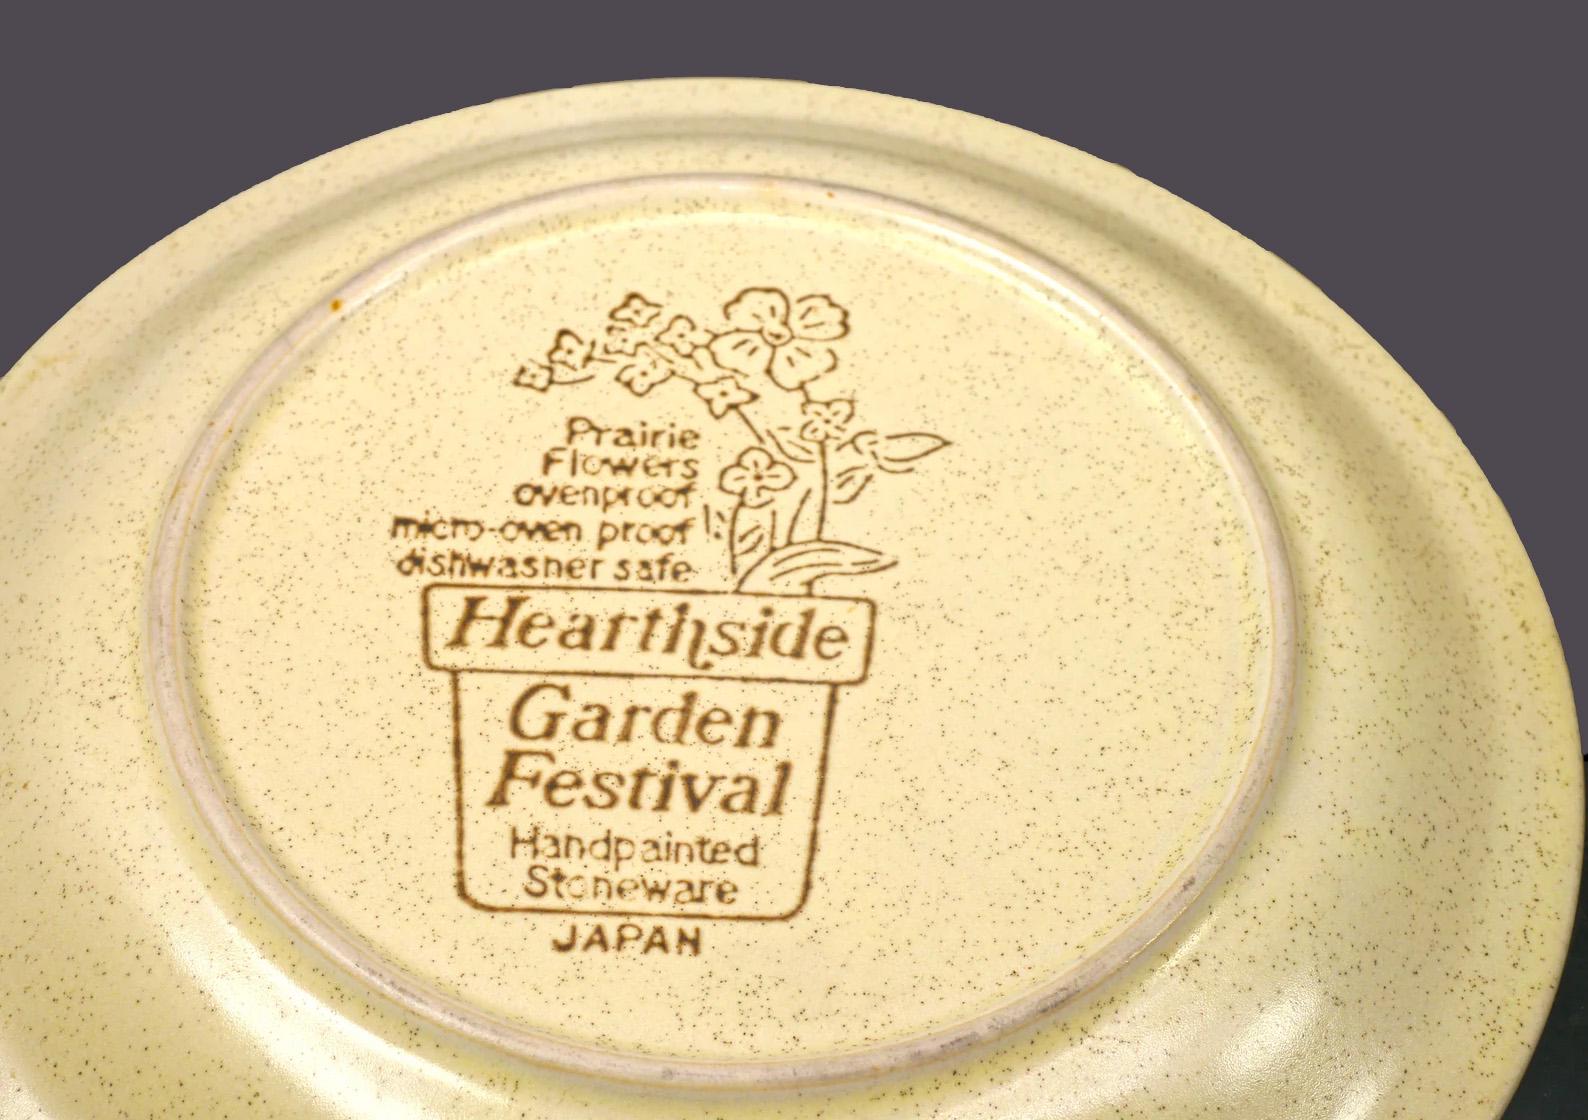 Prairie
Flowers
ovenproof
micro-oven proof
dishwasher safe
Hearthside
Garden
Festival
Handpainted
Stoneware
JAPAN